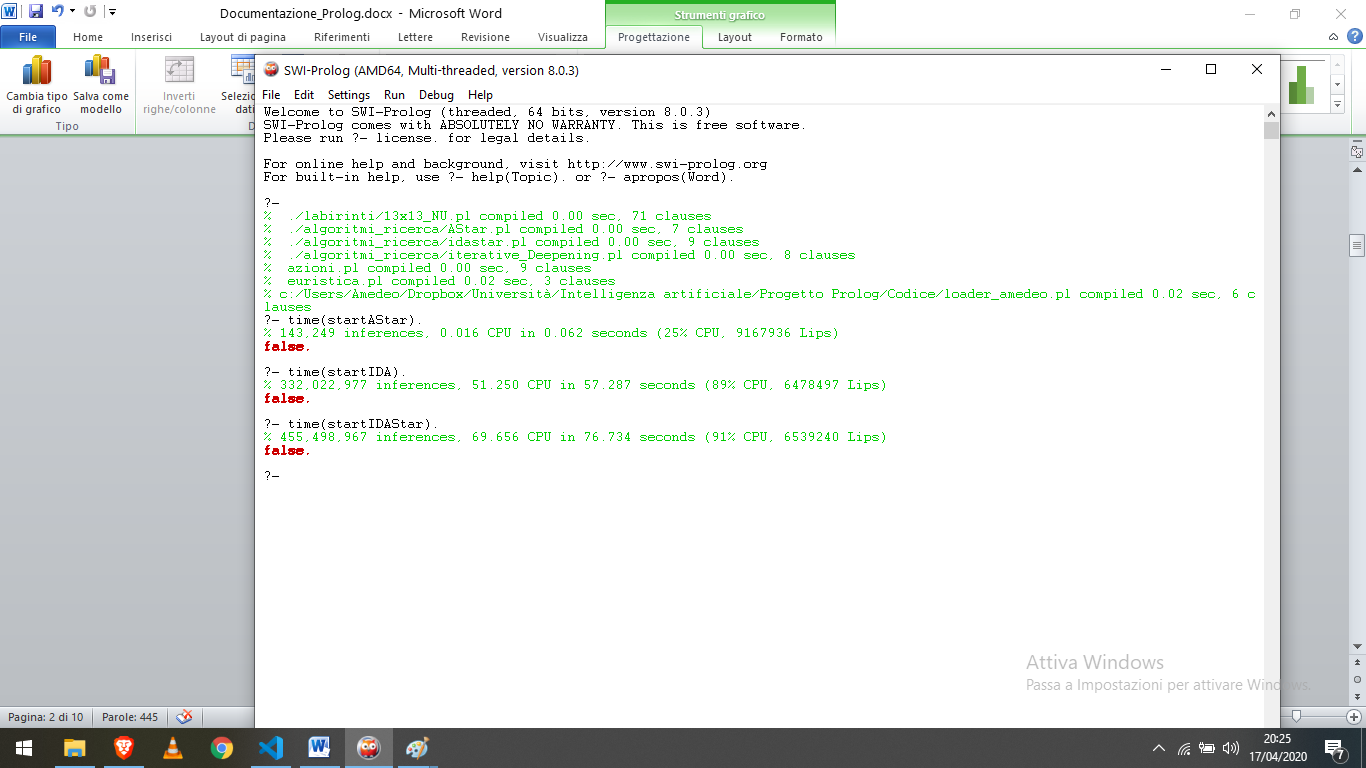 Documentazione_Prolog.docx - Microsoft Word
Strumenti grafico
File Home Inserisci Layout di pagina Riferimenti Lettere Revisione Visualizza Progettazione Layout Formato
Cambia tipo di grafico
Salva come modello
Inverti righe/colonne
Tipo
SWI-Prolog (AMD64, Multi-threaded, version 8.0.3)
File Edit Settings Run Debug Help
Welcome to SWI-Prolog (threaded, 64 bits, version 8.0.3)
SWI-Prolog comes with ABSOLUTELY NO WARRANTY. This is free software.
Please run ?- license. for legal details.
For online help and background, visit http://www.swi-prolog.org
For built-in help, use ?- help(Topic). or ?- apropos(Word).
?-
% ./labirinti/13x13_NU.pl compiled 0.00 sec, 71 clauses
% ./algoritmi_ricerca/AStar.pl compiled 0.00 sec, 7 clauses
% ./algoritmi_ricerca/idastar.pl compiled 0.00 sec, 9 clauses
% ./algoritmi_ricerca/iterative_Deepening.pl compiled 0.00 sec, 8 clauses
% azioni.pl compiled 0.00 sec, 9 clauses
% euristica.pl compiled 0.02 sec, 3 clauses
% c:/Users/Amedeo/Dropbox/Università/Intelligenza artificiale/Progetto Prolog/Codice/loader_amedeo.pl compiled 0.02 sec, 6 c
lauses
?- time(startAStar).
% 143,249 inferences, 0.016 CPU in 0.062 seconds (25% CPU, 9167936 Lips)
false.
?- time(startIDA).
% 332,022,977 inferences, 51.250 CPU in 57.287 seconds (89% CPU, 6478497 Lips)
false.
?- time(startIDAStar).
% 455,498,967 inferences, 69.656 CPU in 76.734 seconds (91% CPU, 6539240 Lips)
false.
?-
Attiva Windows
Passa a Impostazioni per attivare Windows.
Pagina: 2 di 10 Parole: 445
20:25
17/04/2020
7